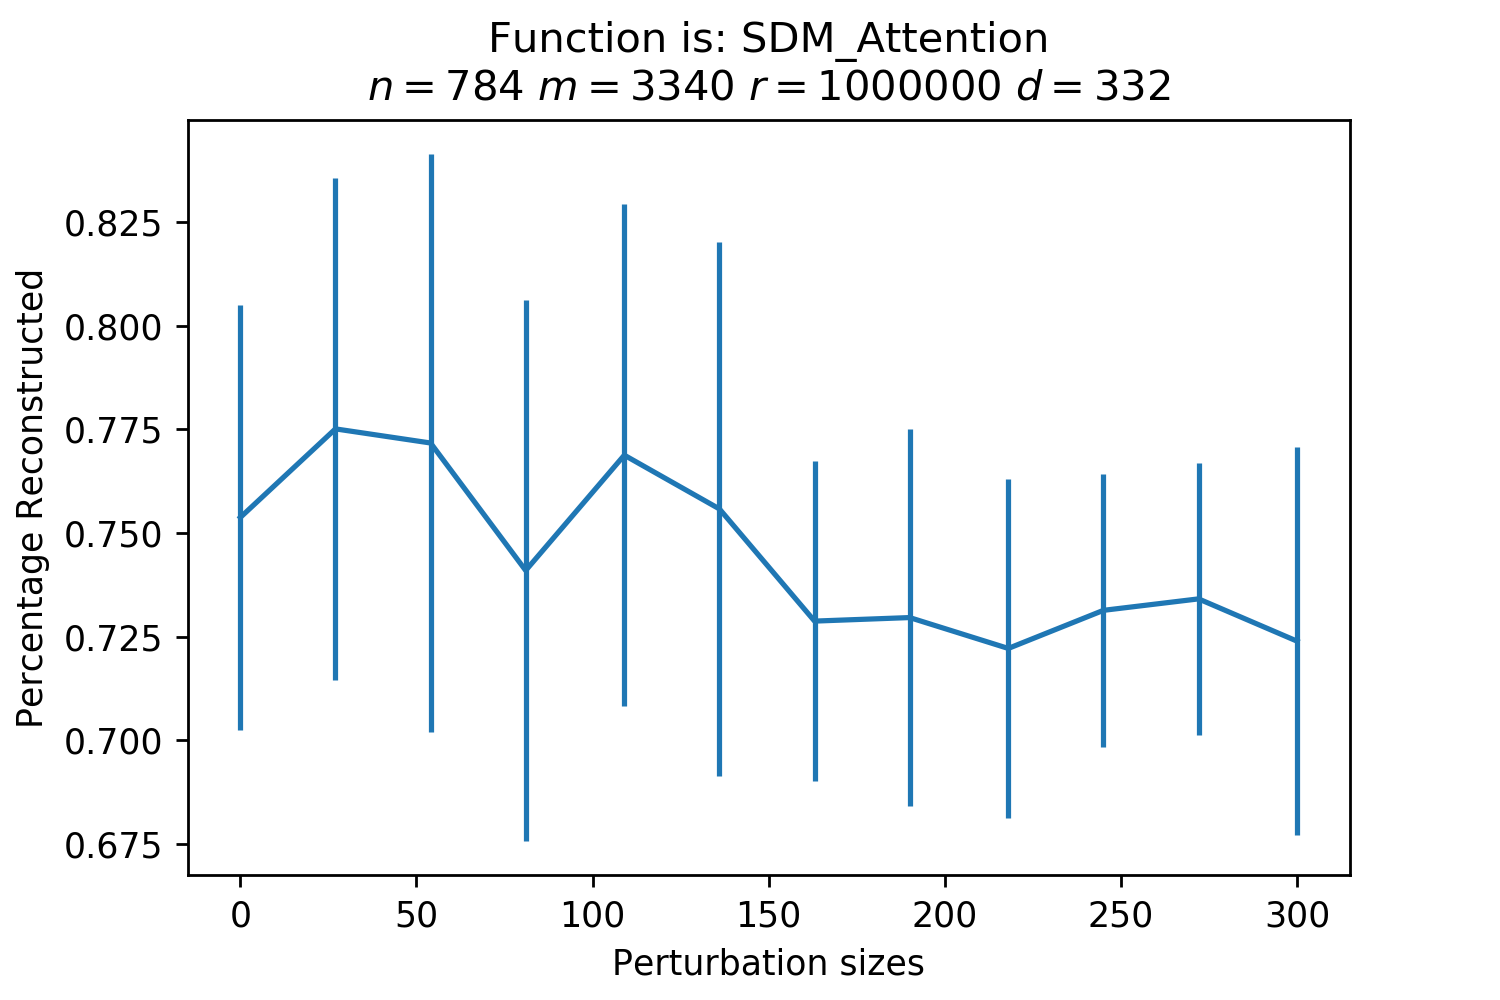 Function is: SDM_Attention
n = 784 m = 3340 r = 1000000 d = 332
Percentage Reconstructed
0.825
0.800
0.775
0.750
0.725
0.700
0.675
0 50 100 150 200 250 300
Perturbation sizes